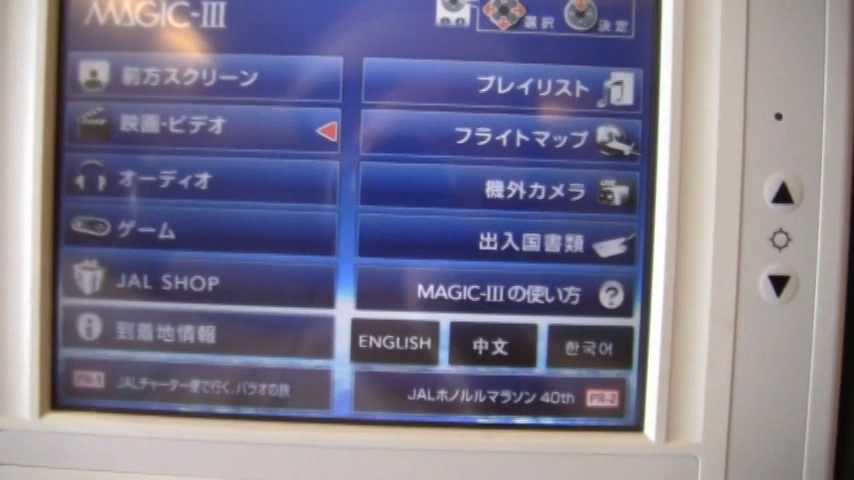 MAGIC-III
選択
決定
前方スクリーン
映画・ビデオ
オーディオ
ゲーム
JAL SHOP
到着地情報
PR-1 JALチャーター便で行く、パラオの旅
プレイリスト
フライトマップ
機外カメラ
出入国書類
MAGIC-IIIの使い方 ?
ENGLISH
中文
한국어
JALホノルルマラソン 40th PR-2